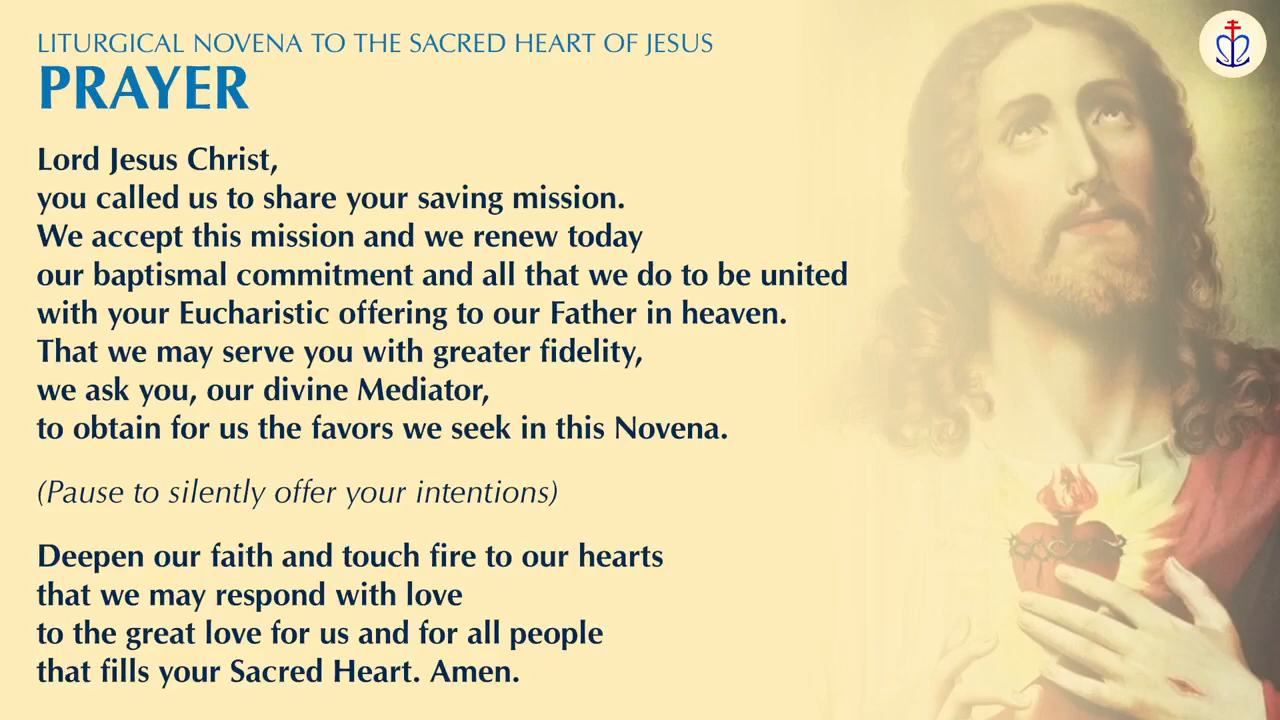 LITURGICAL NOVENA TO THE SACRED HEART OF JESUS
PRAYER
Lord Jesus Christ,
you called us to share your saving mission.
We accept this mission and we renew today
our baptismal commitment and all that we do to be united
with your Eucharistic offering to our Father in heaven.
That we may serve you with greater fidelity,
we ask you, our divine Mediator,
to obtain for us the favors we seek in this Novena.
(Pause to silently offer your intentions)
Deepen our faith and touch fire to our hearts
that we may respond with love
to the great love for us and for all people
that fills your Sacred Heart. Amen.